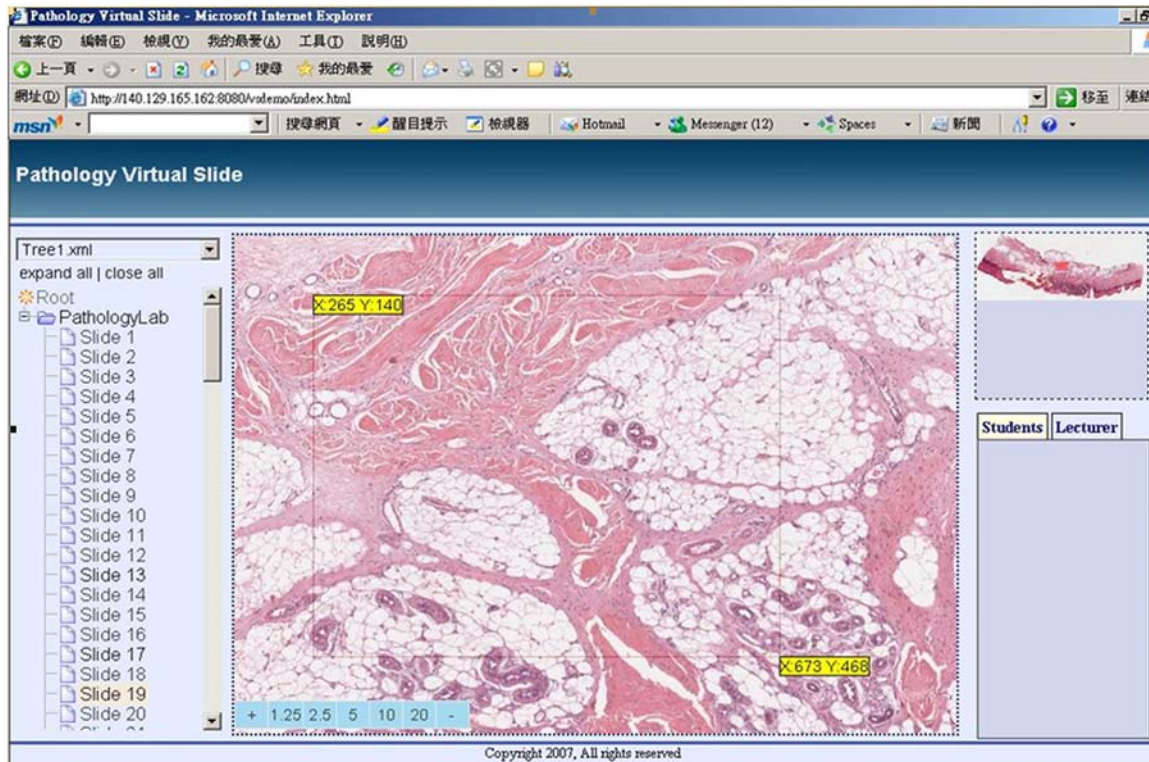 Pathology Virtual Slide - Microsoft Internet Explorer
檔案(F) 編輯(E) 檢視(V) 我的最愛(A) 工具(T) 說明(H)
上一頁 搜尋 我的最愛
網址(D) http://140.129.165.162:8080/vsdemo/index.html 移至 連結
msn 搜尋網頁 醒目提示 檢視器 Hotmail Messenger (12) Spaces 新聞
Pathology Virtual Slide
Tree1.xml
expand all | close all
Root
PathologyLab
Slide 1
Slide 2
Slide 3
Slide 4
Slide 5
Slide 6
Slide 7
Slide 8
Slide 9
Slide 10
Slide 11
Slide 12
Slide 13
Slide 14
Slide 15
Slide 16
Slide 17
Slide 18
Slide 19
Slide 20
X:265 Y:140
X:673 Y:468
+ 1.25 2.5 5 10 20 -
Students Lecturer
Copyright 2007, All rights reserved